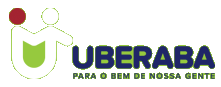 UBERABA
PARA O BEM DE NOSSA GENTE